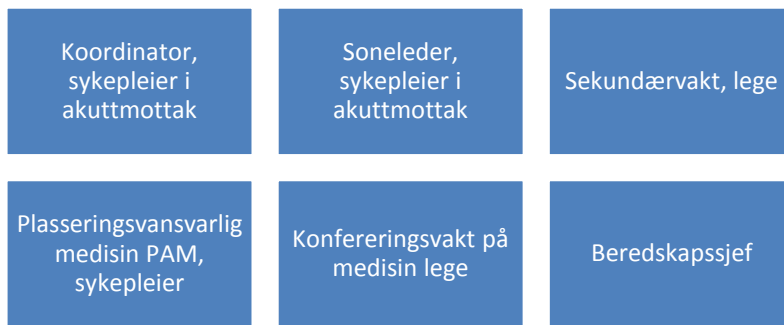 Koordinator,
sykepleier i
akuttmottak
Soneleder,
sykepleier i
akuttmottak
Sekundærvakt, lege
Plasseringsvansvarlig
medisin PAM,
sykepleier
Konfereringsvakt på
medisin lege
Beredskapssjef